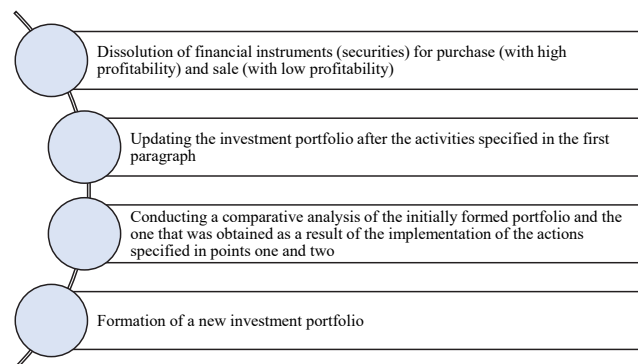 Dissolution of financial instruments (securities) for purchase (with high
profitability) and sale (with low profitability)
Updating the investment portfolio after the activities specified in the first
paragraph
Conducting a comparative analysis of the initially formed portfolio and the
one that was obtained as a result of the implementation of the actions
specified in points one and two
Formation of a new investment portfolio